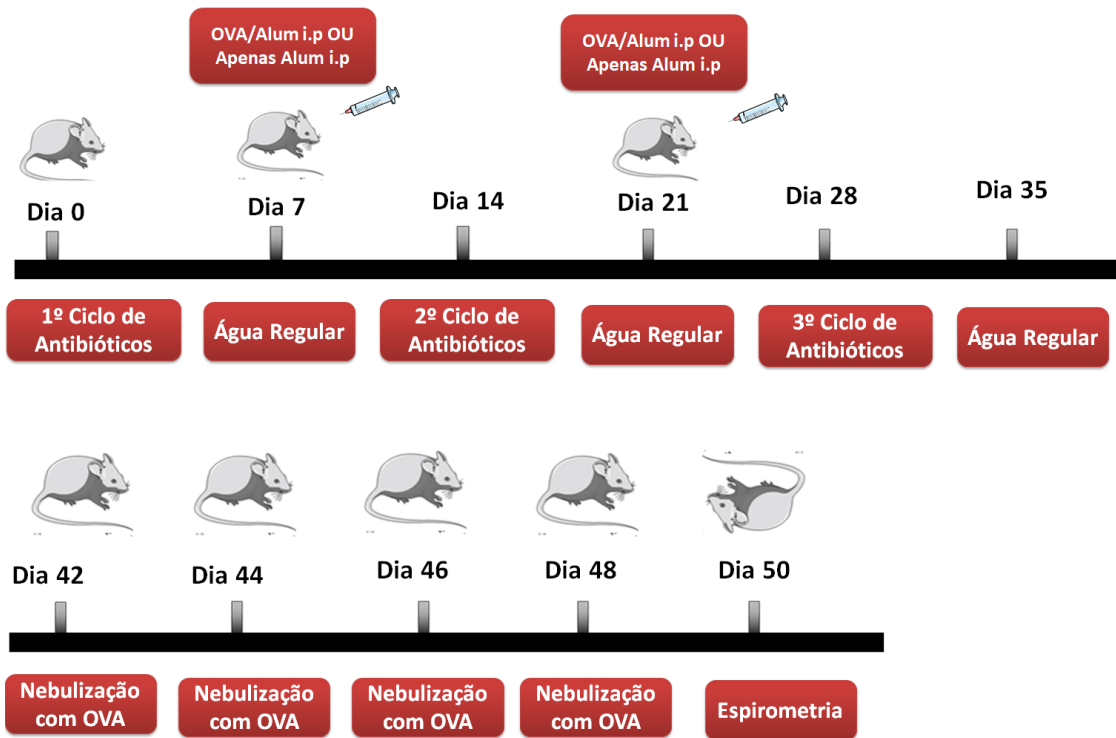 OVA/Alum i.p OU
Apenas Alum i.p
OVA/Alum i.p OU
Apenas Alum i.p
Dia 0
Dia 7
Dia 14
Dia 21
Dia 28
Dia 35
1º Ciclo de
Antibióticos
Água Regular
2º Ciclo de
Antibióticos
Água Regular
3º Ciclo de
Antibióticos
Água Regular
Dia 42
Dia 44
Dia 46
Dia 48
Dia 50
Nebulização
com OVA
Nebulização
com OVA
Nebulização
com OVA
Nebulização
com OVA
Espirometria